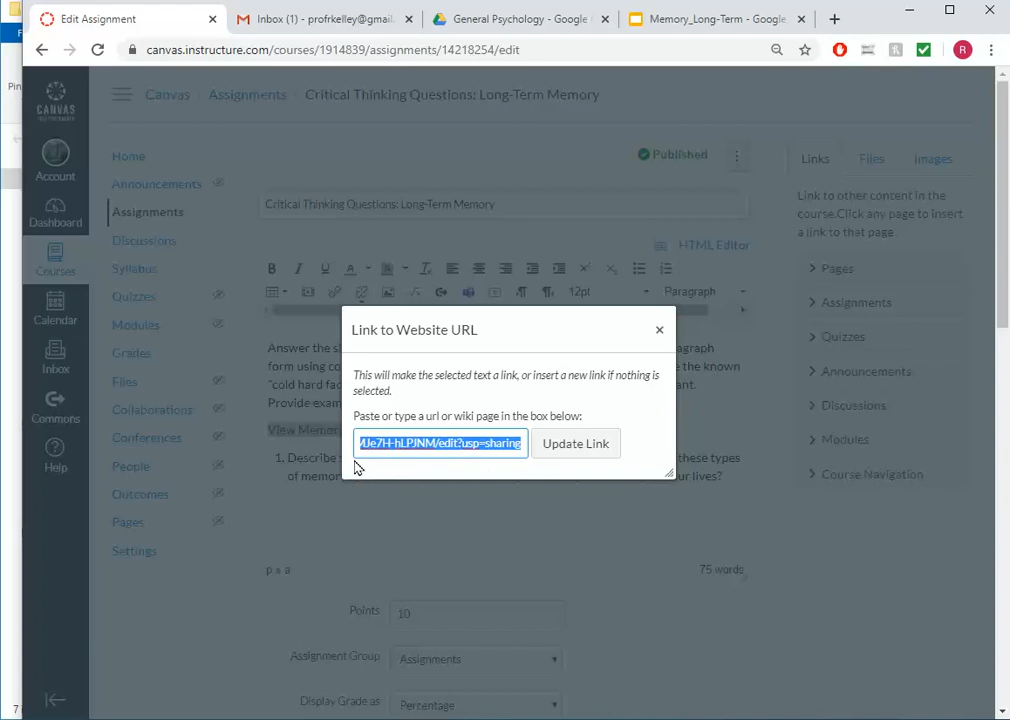 Edit Assignment
Inbox (1) - profrkelley@gmail.
General Psychology - Google
Memory_Long-Term - Google
canvas.instructure.com/courses/1914839/assignments/14218254/edit
R
Pin
CANVAS
Account
Dashboard
Courses
Calendar
Inbox
Commons
Help
Canvas
Assignments
Critical Thinking Questions: Long-Term Memory
Home
Announcements
Assignments
Discussions
Syllabus
Quizzes
Modules
Grades
Files
Collaborations
Conferences
People
Outcomes
Pages
Settings
Published
Critical Thinking Questions: Long-Term Memory
HTML Editor
12pt
Paragraph
Answer the
paragraph
form using
the known
"cold hard
Provide
View
1. Describe
these types
of memor
our lives?
p » a
75 words
Link to Website URL
This will make the selected text a link, or insert a new link if nothing is
selected.
Paste or type a url or wiki page in the box below:
/Je7H-hLPJNM/edit?usp=sharing
Update Link
Points
10
Assignment Group
Assignments
Display Grade as
Percentage
Links
Files
Images
Link to other content in the
course.Click any page to insert
a link to that page.
Pages
Assignments
Quizzes
Announcements
Discussions
Modules
Course Navigation